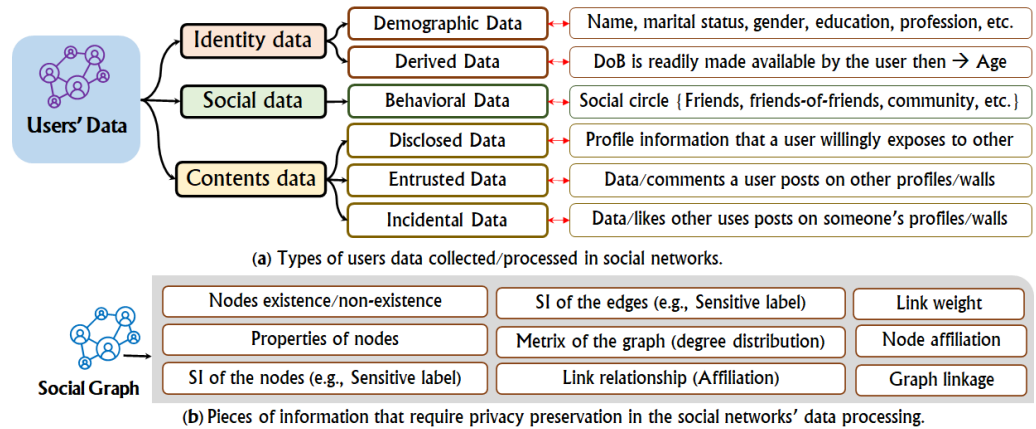 Users' Data
Identity data
Social data
Contents data
Demographic Data
Name, marital status, gender, education, profession, etc.
Derived Data
DoB is readily made available by the user then → Age
Behavioral Data
Social circle {Friends, friends-of-friends, community, etc.}
Disclosed Data
Profile information that a user willingly exposes to other
Entrusted Data
Data/comments a user posts on other profiles/walls
Incidental Data
Data/likes other uses posts on someone's profiles/walls
(a) Types of users data collected/processed in social networks.
Social Graph
Nodes existence/non-existence
SI of the edges (e.g., Sensitive label)
Link weight
Properties of nodes
Metrix of the graph (degree distribution)
Node affiliation
SI of the nodes (e.g., Sensitive label)
Link relationship (Affiliation)
Graph linkage
(b) Pieces of information that require privacy preservation in the social networks' data processing.